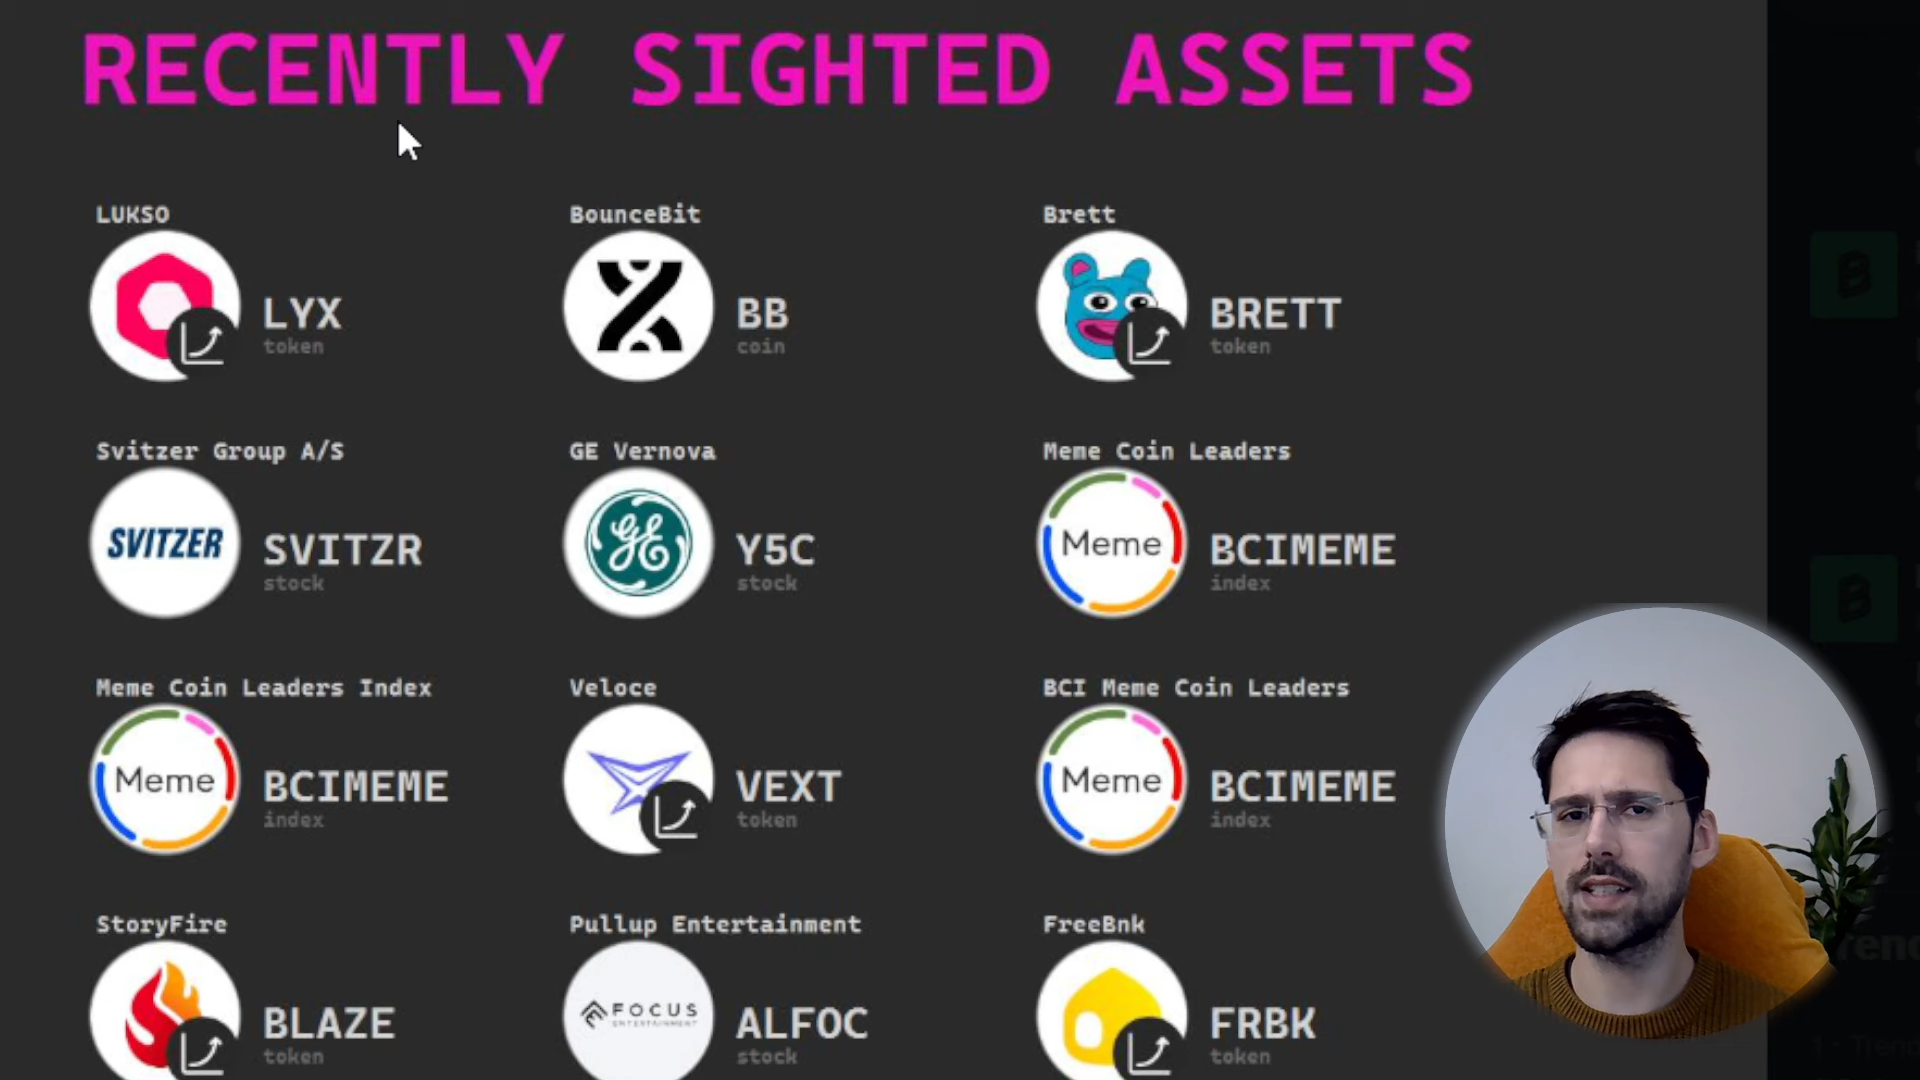 RECENTLY SIGHTED ASSETS
LUKSO
LYX
token
BounceBit
BB
coin
Brett
BRETT
token
Svitzer Group A/S
SVITZER
SVITZR
stock
GE Vernova
GE
Y5C
stock
Meme Coin Leaders
Meme
BCIMEME
index
Meme Coin Leaders Index
Meme
BCIMEME
index
Veloce
VEXT
token
BCI Meme Coin Leaders
Meme
BCIMEME
index
StoryFire
BLAZE
token
Pullup Entertainment
FOCUS
ENTERTAINMENT
ALFOC
stock
FreeBnk
FRBK
token